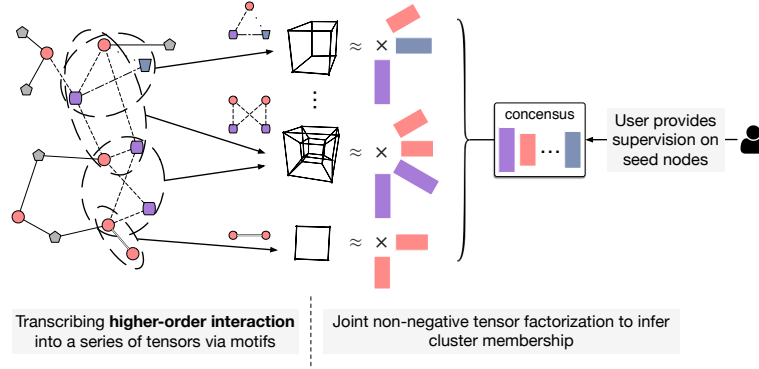 concensus
User provides
supervision on
seed nodes
≈ ×
⋮
≈ ×
≈ ×
...
Transcribing higher-order interaction
into a series of tensors via motifs
Joint non-negative tensor factorization to infer
cluster membership